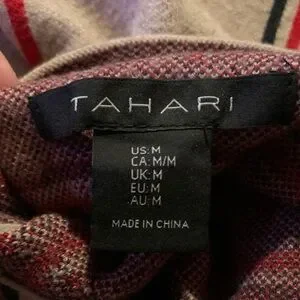 TAHARI
US: M
CA: M/M
UK: M
EU: M
AU: M
MADE IN CHINA